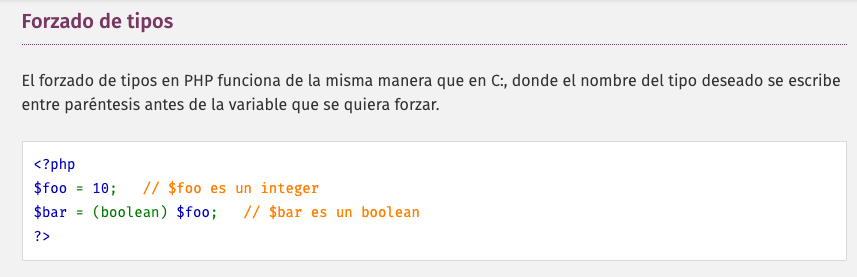 Forzado de tipos
El forzado de tipos en PHP funciona de la misma manera que en C:, donde el nombre del tipo deseado se escribe
entre paréntesis antes de la variable que se quiera forzar.
<?php
$foo = 10;   // $foo es un integer
$bar = (boolean) $foo;   // $bar es un boolean
?>